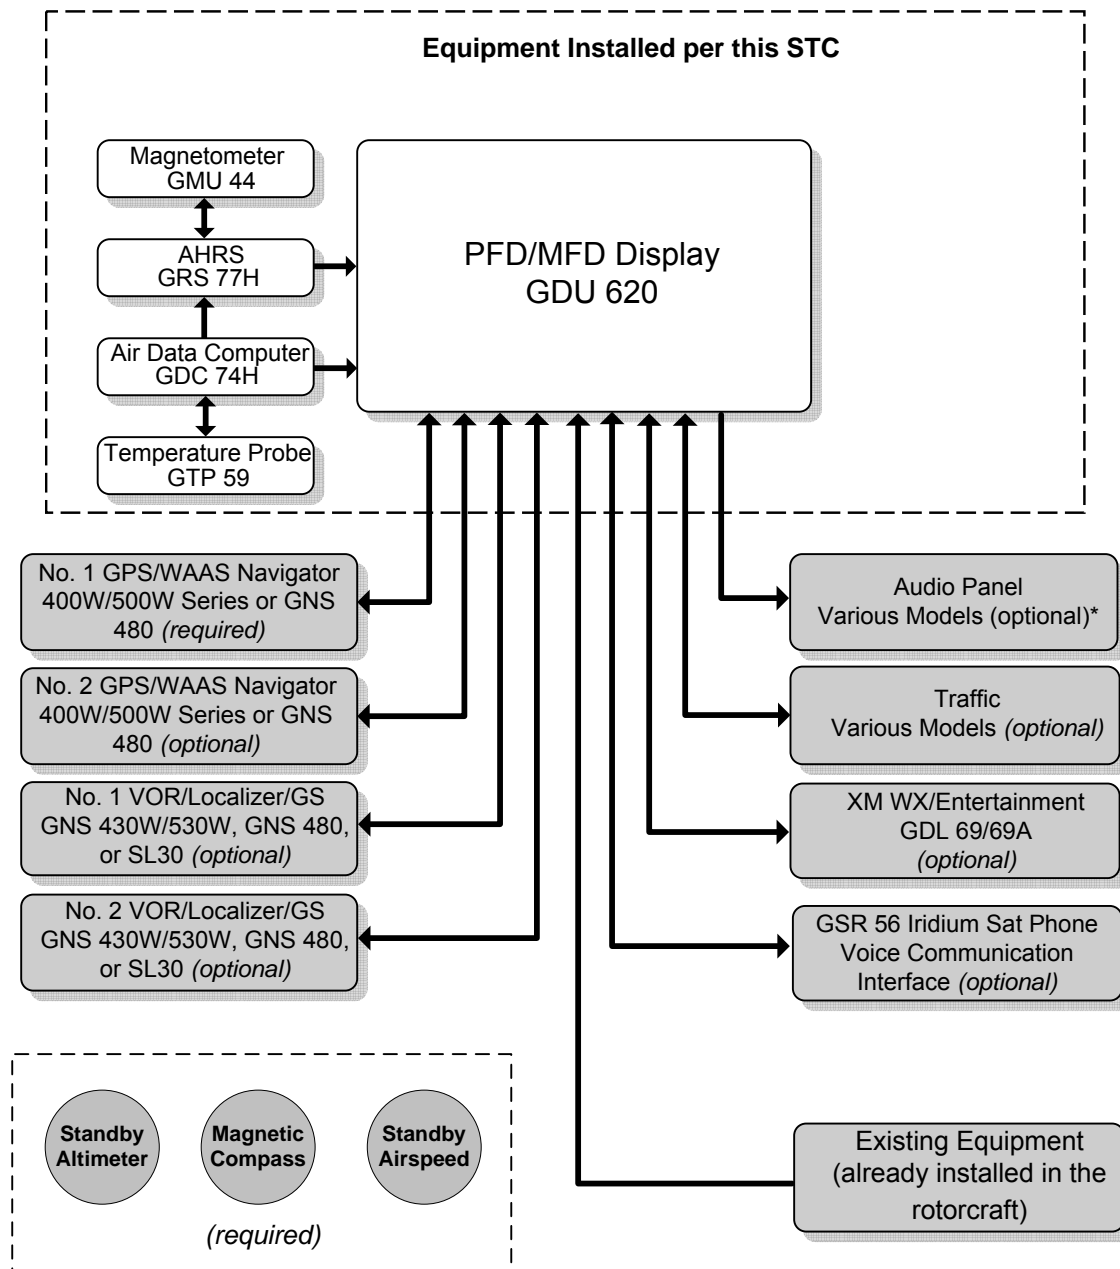 Equipment Installed per this STC
Magnetometer
GMU 44
AHRS
GRS 77H
Air Data Computer
GDC 74H
Temperature Probe
GTP 59
PFD/MFD Display
GDU 620
No. 1 GPS/WAAS Navigator
400W/500W Series or GNS
480 (required)
No. 2 GPS/WAAS Navigator
400W/500W Series or GNS
480 (optional)
No. 1 VOR/Localizer/GS
GNS 430W/530W, GNS 480,
or SL30 (optional)
No. 2 VOR/Localizer/GS
GNS 430W/530W, GNS 480,
or SL30 (optional)
Audio Panel
Various Models (optional)*
Traffic
Various Models (optional)
XM WX/Entertainment
GDL 69/69A
(optional)
GSR 56 Iridium Sat Phone
Voice Communication
Interface (optional)
Existing Equipment
(already installed in the
rotorcraft)
Standby
Altimeter
Magnetic
Compass
Standby
Airspeed
(required)